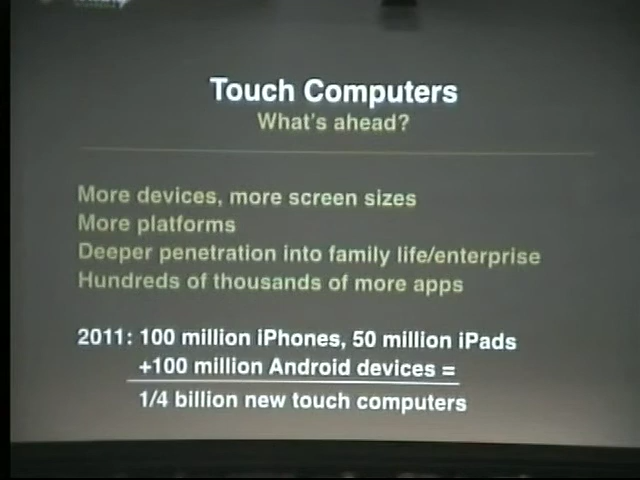 Touch Computers
What's ahead?
More devices, more screen sizes
More platforms
Deeper penetration into family life/enterprise
Hundreds of thousands of more apps
2011: 100 million iPhones, 50 million iPads
+100 million Android devices =
1/4 billion new touch computers